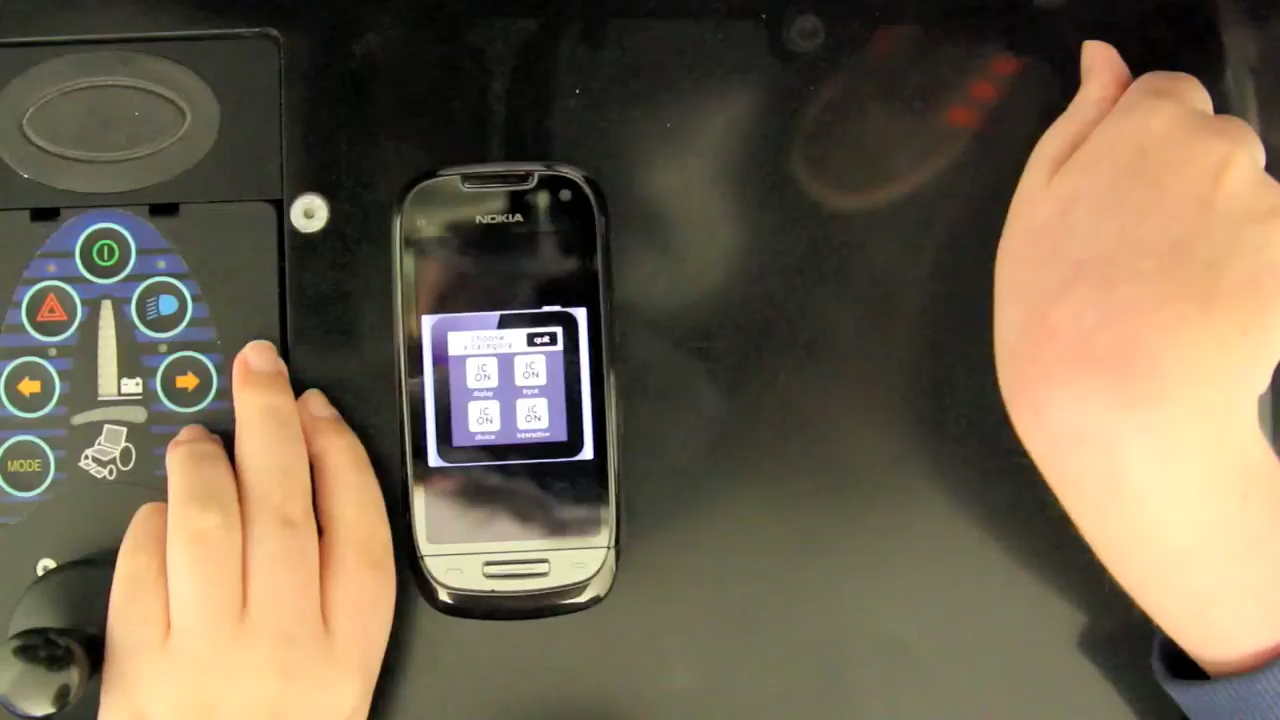 NOKIA
choose
a category
quit
IC
ON
IC
ON
display
input
IC
ON
IC
ON
choice
interactive
MODE